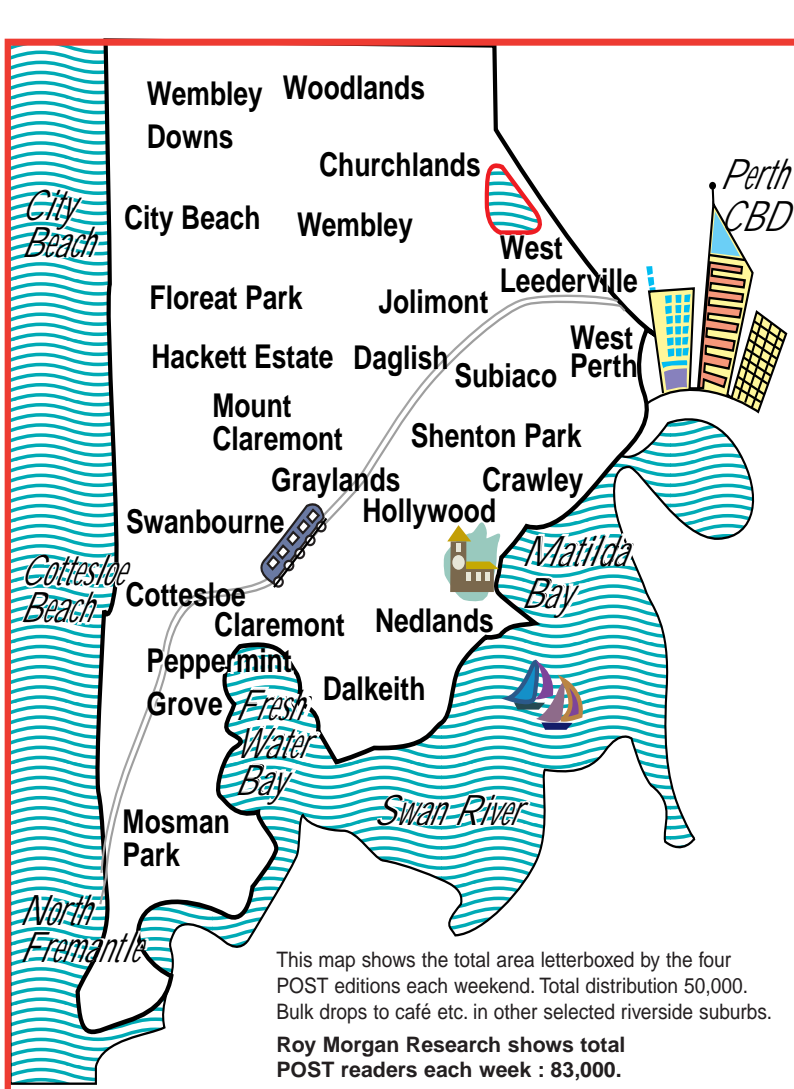 Wembley
Downs
Woodlands
Churchlands
Perth
CBD
City
Beach
City Beach
Wembley
West
Leederville
Floreat Park
Jolimont
West
Perth
Hackett Estate
Daglish
Subiaco
Mount
Claremont
Shenton Park
Graylands
Crawley
Hollywood
Swanbourne
Matilda
Bay
Cottesloe
Beach
Cottesloe
Claremont
Nedlands
Peppermint
Grove
Dalkeith
Fresh
Water
Bay
Swan River
Mosman
Park
North
Fremantle
This map shows the total area letterboxed by the four
POST editions each weekend. Total distribution 50,000.
Bulk drops to café etc. in other selected riverside suburbs.
Roy Morgan Research shows total
POST readers each week : 83,000.